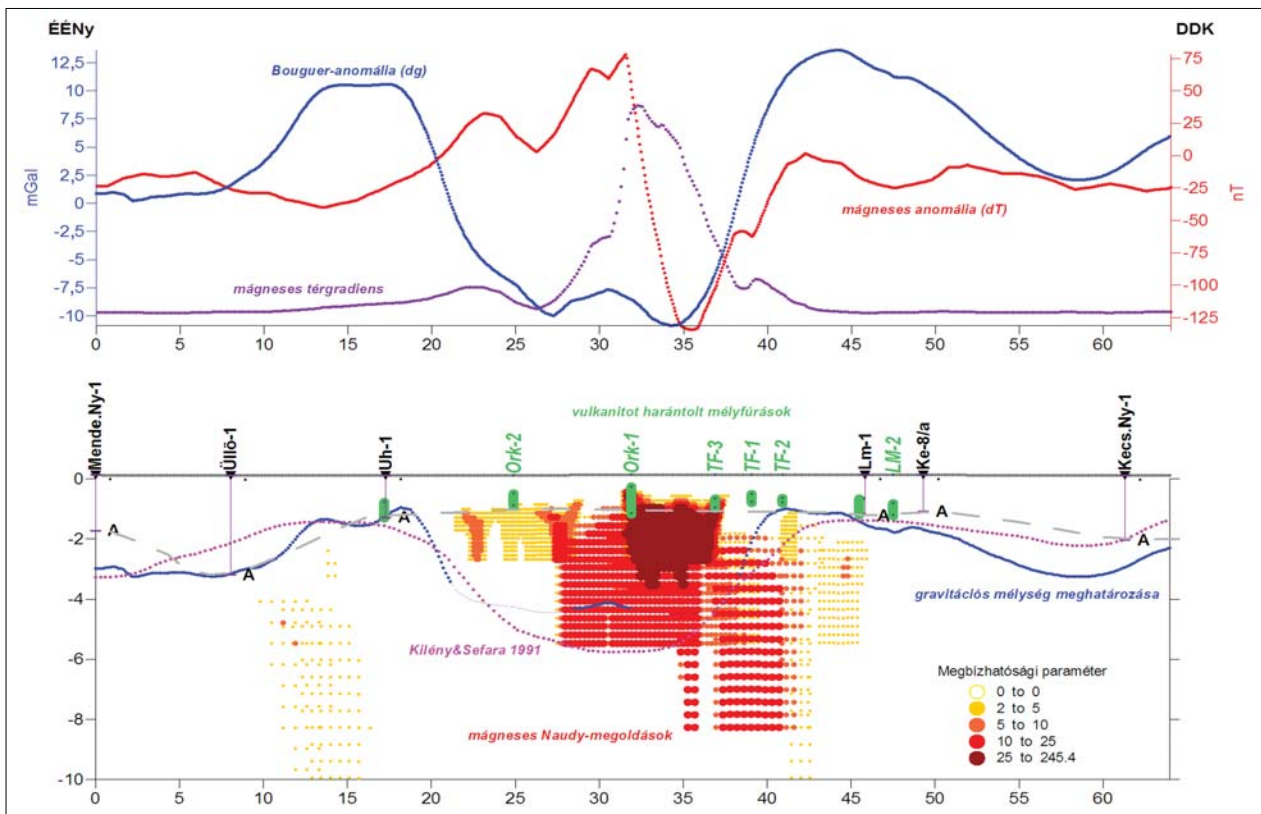 ÉÉNy
DDK
12,5
10
7,5
5
2,5
0
-2,5
-5
-7,5
-10
mGal
75
50
25
0
-25
-50
-75
-100
-125
nT
Bouguer-anomália (dg)
mágneses anomália (dT)
mágneses térgradiens
0 5 10 15 20 25 30 35 40 45 50 55 60
vulkanitot harántolt mélyfúrások
Mende.Ny-1
Üllő-1
Uh-1
Ork-2
Ork-1
TF-3
TF-1
TF-2
Lm-1
LM-2
Ke-8/a
Kecs.Ny-1
0
-2
-4
-6
-8
-10
A
A
A
A
A
A
gravitációs mélység meghatározása
Kilény&Sefara 1991
mágneses Naudy-megoldások
Megbízhatósági paraméter
0 to 0
2 to 5
5 to 10
10 to 25
25 to 245.4
0 5 10 15 20 25 30 35 40 45 50 55 60